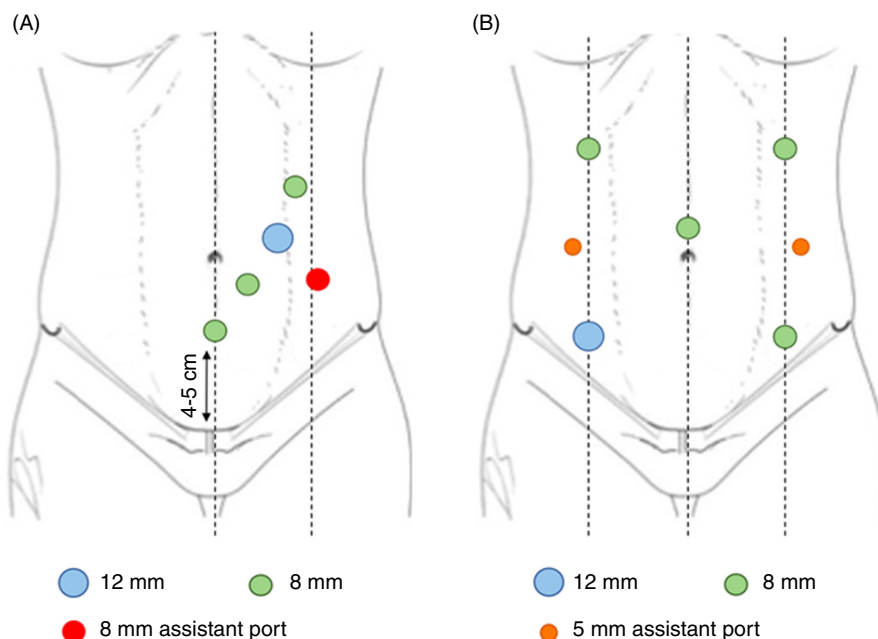 (A)
(B)
4-5 cm
12 mm
8 mm
8 mm assistant port
12 mm
8 mm
5 mm assistant port